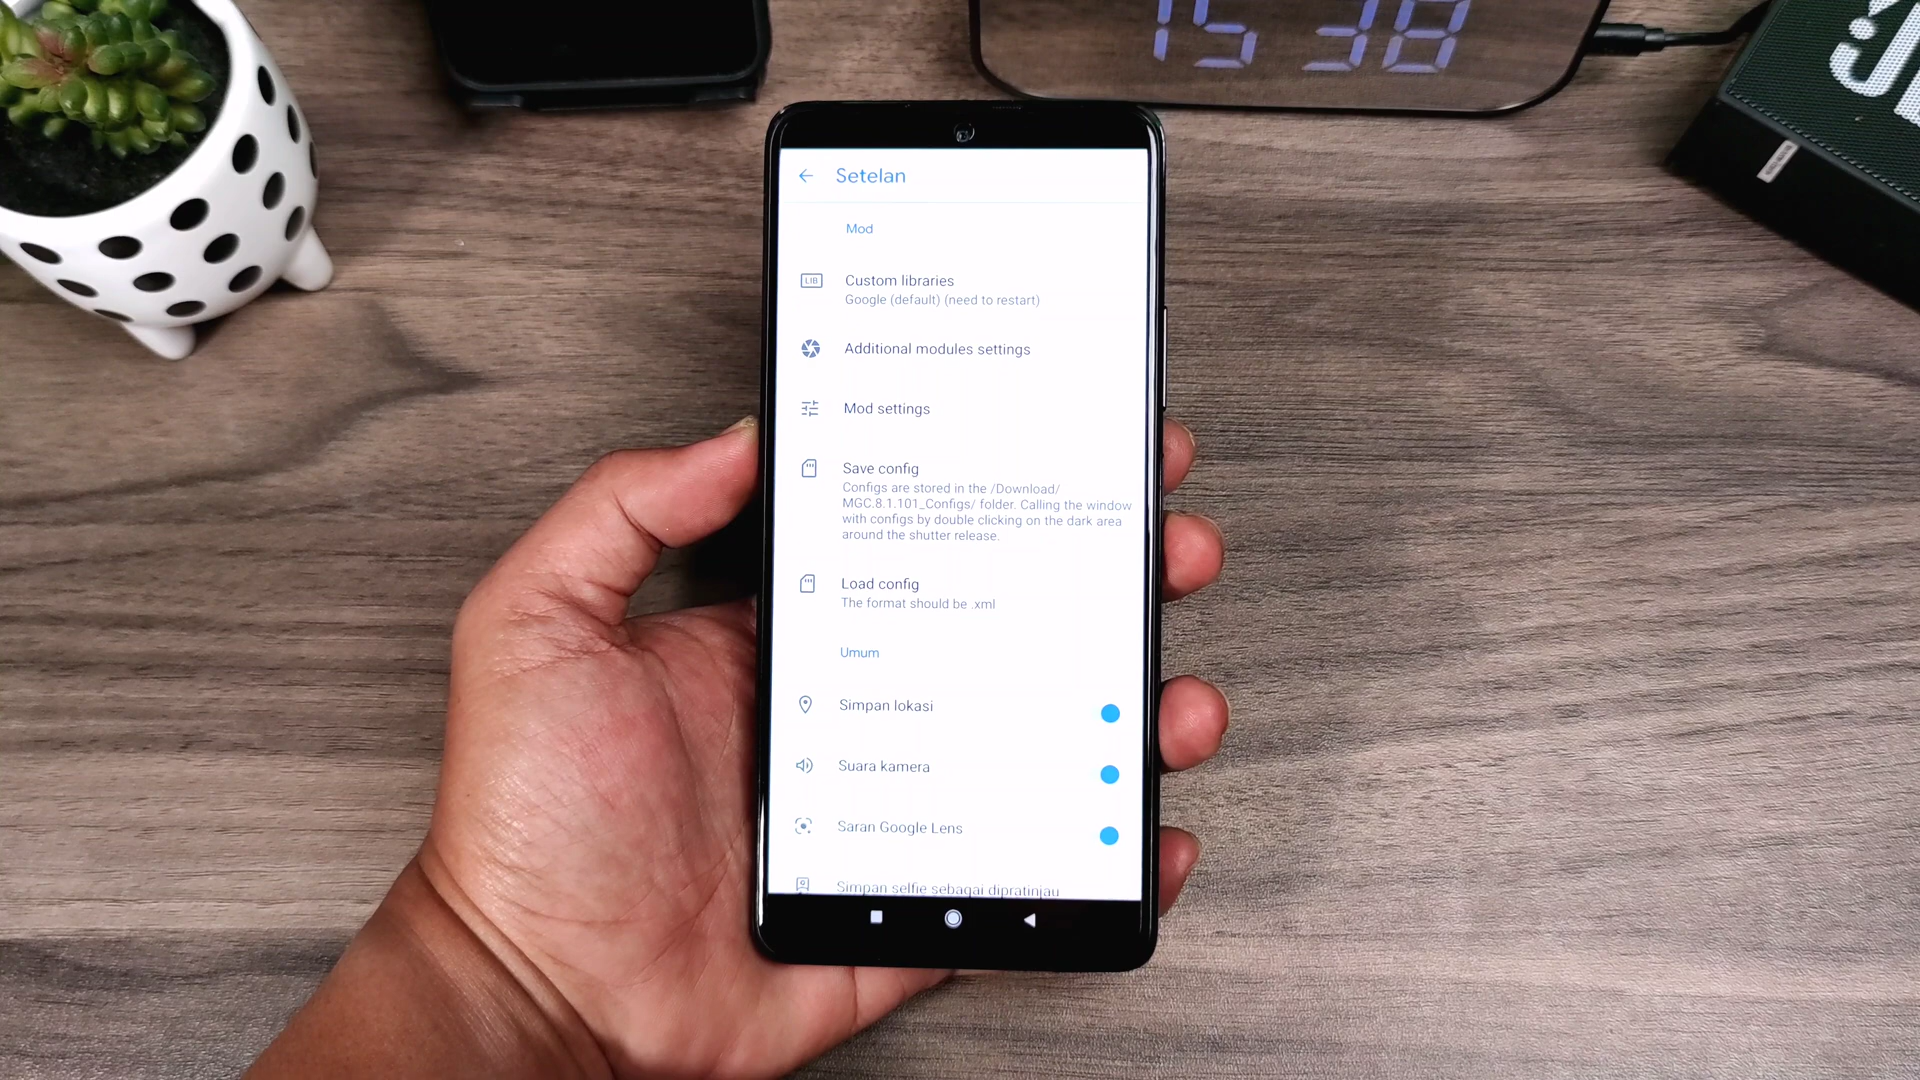 15 38
Setelan
Mod
LIB
Custom libraries
Google (default) (need to restart)
Additional modules settings
Mod settings
Save config
Configs are stored in the /Download/
MGC.8.1.101_Configs/ folder. Calling the window
with configs by double clicking on the dark area
around the shutter release.
Load config
The format should be .xml
Umum
Simpan lokasi
Suara kamera
Saran Google Lens
Simpan selfie sebagai dipratinjau